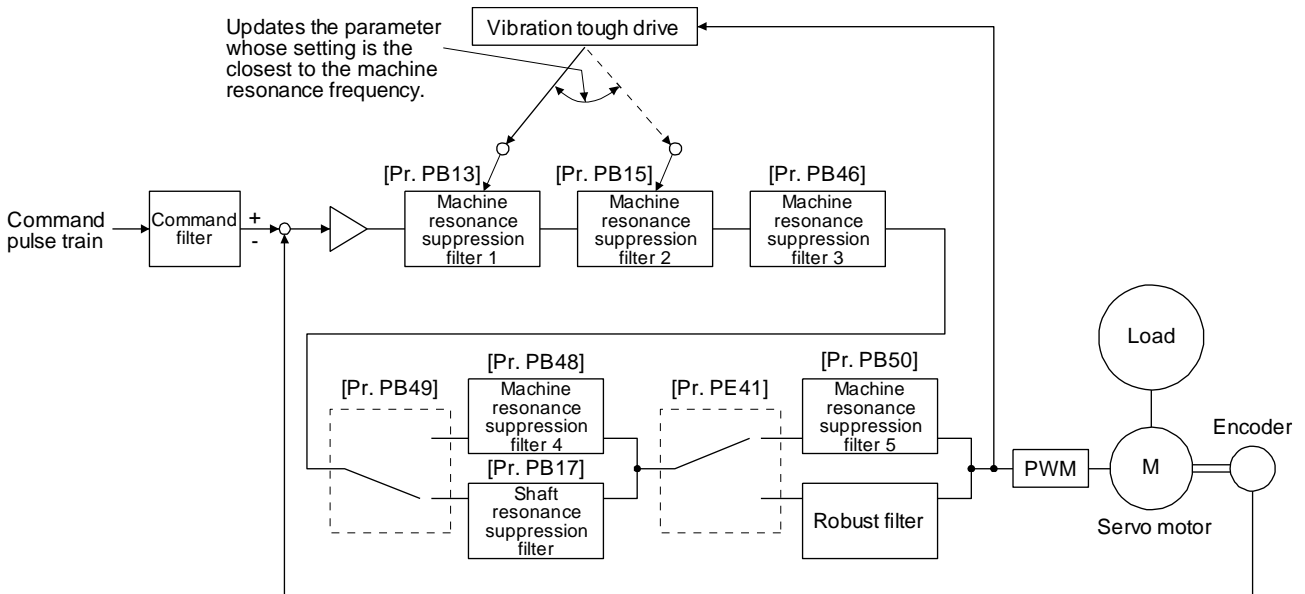 Updates the parameter
whose setting is the
closest to the machine
resonance frequency.
Vibration tough drive
[Pr. PB13]
[Pr. PB15]
[Pr. PB46]
Command
pulse train
Command
filter
+
-
Machine
resonance
suppression
filter 1
Machine
resonance
suppression
filter 2
Machine
resonance
suppression
filter 3
Load
[Pr. PB49]
[Pr. PB48]
Machine
resonance
suppression
filter 4
[Pr. PB17]
Shaft
resonance
suppression
filter
[Pr. PE41]
[Pr. PB50]
Machine
resonance
suppression
filter 5
Robust filter
PWM
M
Servo motor
Encoder